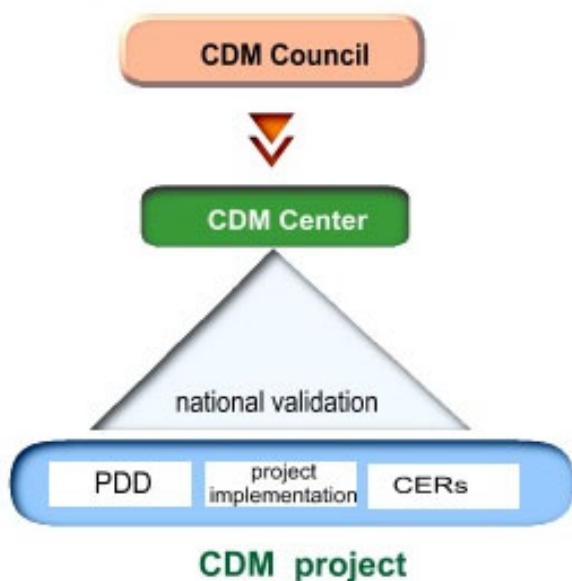 CDM Council
CDM Center
national validation
PDD
project
implementation
CERs
CDM project